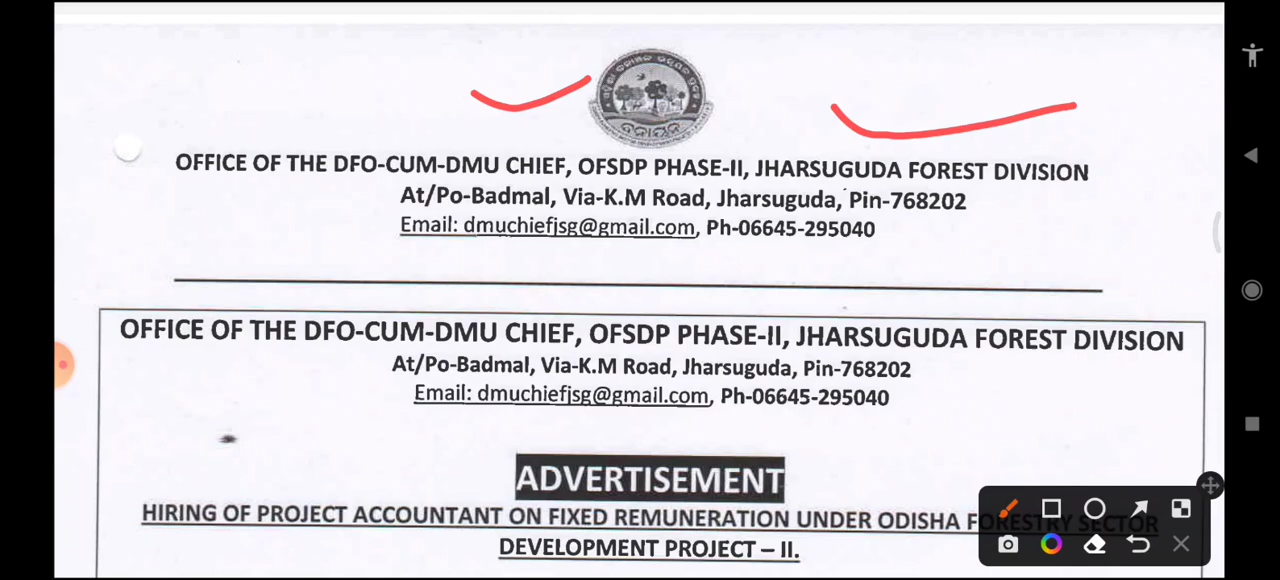 ବନାୟନ
OFFICE OF THE DFO-CUM-DMU CHIEF, OFSDP PHASE-II, JHARSUGUDA FOREST DIVISION
At/Po-Badmal, Via-K.M Road, Jharsuguda, Pin-768202
Email: dmuchiefjsg@gmail.com, Ph-06645-295040
OFFICE OF THE DFO-CUM-DMU CHIEF, OFSDP PHASE-II, JHARSUGUDA FOREST DIVISION
At/Po-Badmal, Via-K.M Road, Jharsuguda, Pin-768202
Email: dmuchiefjsg@gmail.com, Ph-06645-295040
ADVERTISEMENT
HIRING OF PROJECT ACCOUNTANT ON FIXED REMUNERATION UNDER ODISHA FORESTRY SECTOR
DEVELOPMENT PROJECT – II.